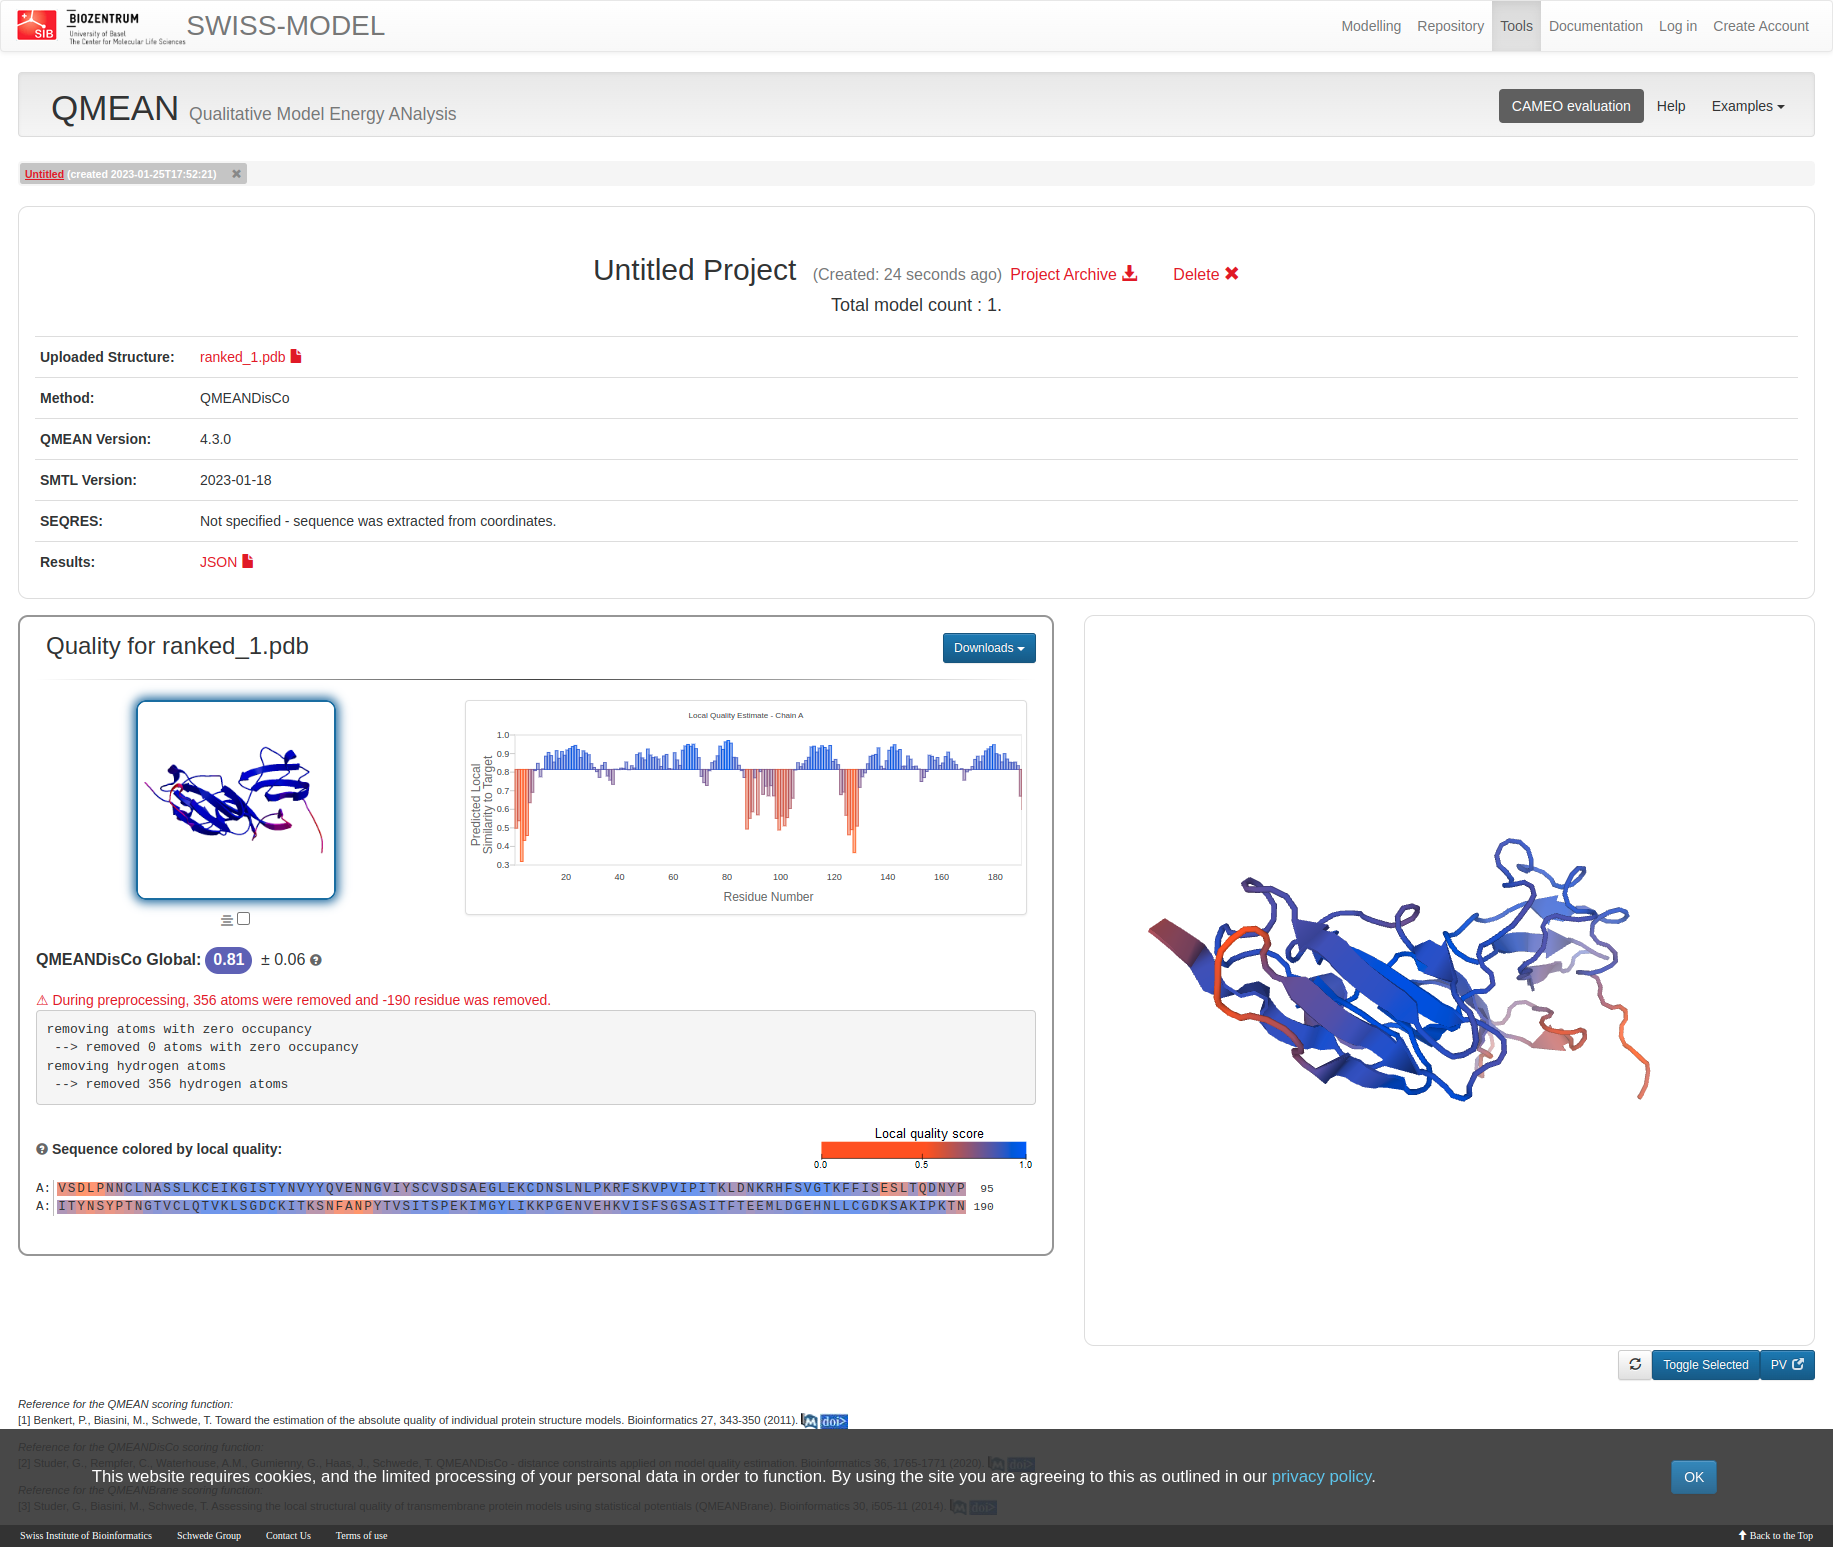 SIB
BIOZENTRUM
University of Basel
The Center for Molecular Life Sciences
SWISS-MODEL
Modelling Repository Tools Documentation Log in Create Account
QMEAN Qualitative Model Energy ANalysis
CAMEO evaluation Help Examples
Untitled (created 2023-01-25T17:52:21)
Untitled Project (Created: 24 seconds ago) Project Archive Delete
Total model count : 1.
Uploaded Structure: ranked_1.pdb
Method: QMEANDisCo
QMEAN Version: 4.3.0
SMTL Version: 2023-01-18
SEQRES: Not specified - sequence was extracted from coordinates.
Results: JSON
Quality for ranked_1.pdb
Downloads
Local Quality Estimate - Chain A
Predicted Local
Similarity to Target
1.0
0.9
0.8
0.7
0.6
0.5
0.4
0.3
20 40 60 80 100 120 140 160 180
Residue Number
QMEANDisCo Global: 0.81 ± 0.06
⚠ During preprocessing, 356 atoms were removed and -190 residue was removed.
removing atoms with zero occupancy
--> removed 0 atoms with zero occupancy
removing hydrogen atoms
--> removed 356 hydrogen atoms
Local quality score
0.0 0.5 1.0
Sequence colored by local quality:
A: VSDLPNNCLNASSLKCEIKGISTYNVYYQVENNGVIYSCVSDSAEGLEKCDNSLNLPKRFSKVPVIPITKLDNKRHFSVGTKFFISESLTQDNYP 95
A: ITYNSYPTNGTVCLQTVKLSGDCKITKSNFANPYTVSITSPEKIMGYLIKKPGENVEHKVISFSGSASITFTEEMLDGEHNLLCGDKSAKIPKTN 190
Toggle Selected PV
Reference for the QMEAN scoring function:
[1] Benkert, P., Biasini, M., Schwede, T. Toward the estimation of the absolute quality of individual protein structure models. Bioinformatics 27, 343-350 (2011). M doi>
Reference for the QMEANDisCo scoring function:
[2] Studer, G., Rempfer, C., Waterhouse, A.M., Gumienny, G., Haas, J., Schwede, T. QMEANDisCo - distance constraints applied on model quality estimation. Bioinformatics 36, 1765-1771 (2020). M doi>
This website requires cookies, and the limited processing of your personal data in order to function. By using the site you are agreeing to this as outlined in our privacy policy.
OK
Reference for the QMEANBrane scoring function:
[3] Studer, G., Biasini, M., Schwede, T. Assessing the local structural quality of transmembrane protein models using statistical potentials (QMEANBrane). Bioinformatics 30, i505-11 (2014). M doi>
Swiss Institute of Bioinformatics Schwede Group Contact Us Terms of use Back to the Top